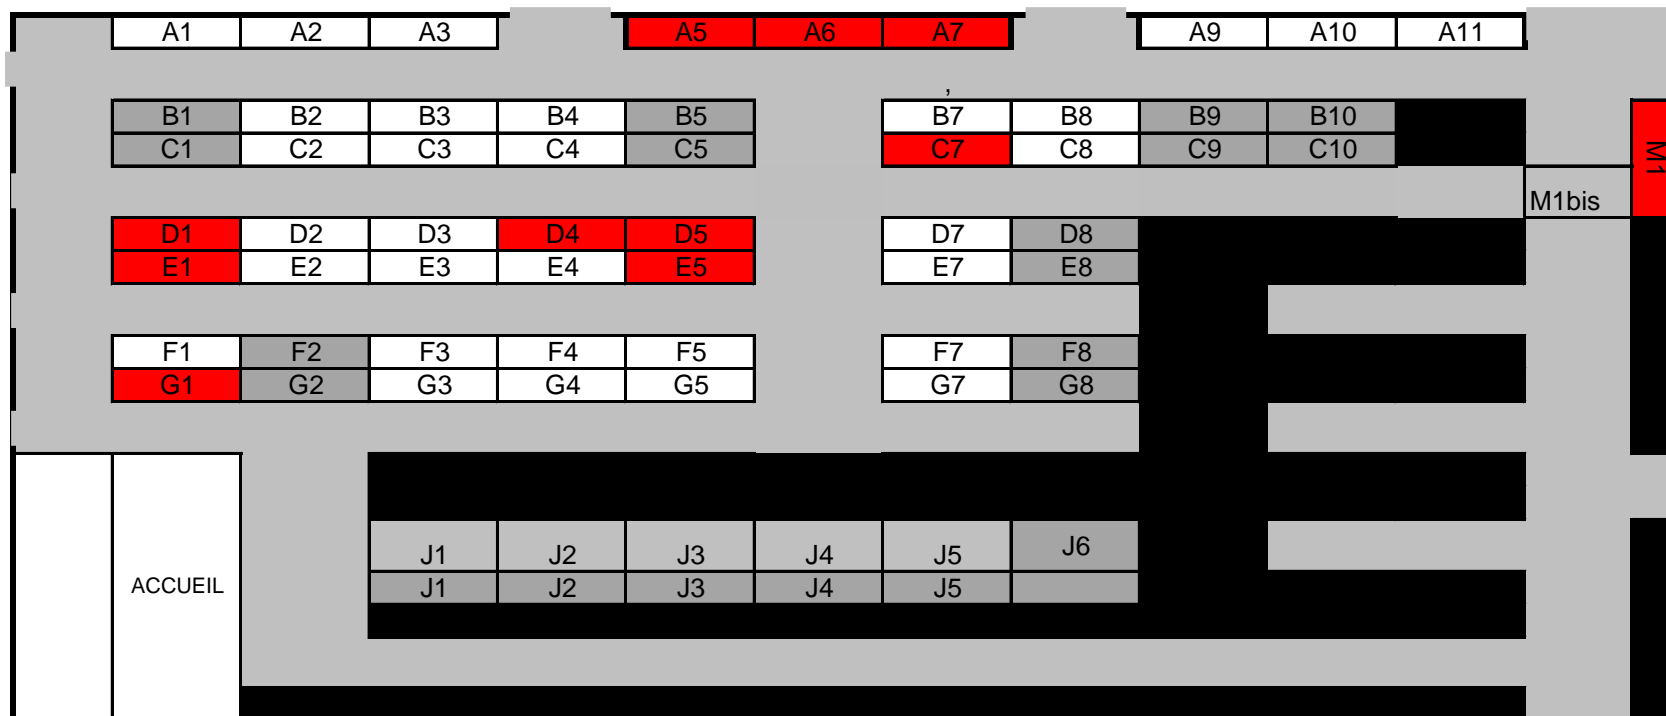 A1 A2 A3 A5 A6 A7 A9 A10 A11
,
B1 B2 B3 B4 B5 B7 B8 B9 B10
C1 C2 C3 C4 C5 C7 C8 C9 C10
M1
M1bis
D1 D2 D3 D4 D5 D7 D8
E1 E2 E3 E4 E5 E7 E8
F1 F2 F3 F4 F5 F7 F8
G1 G2 G3 G4 G5 G7 G8
J1 J2 J3 J4 J5 J6
ACCUEIL
J1 J2 J3 J4 J5